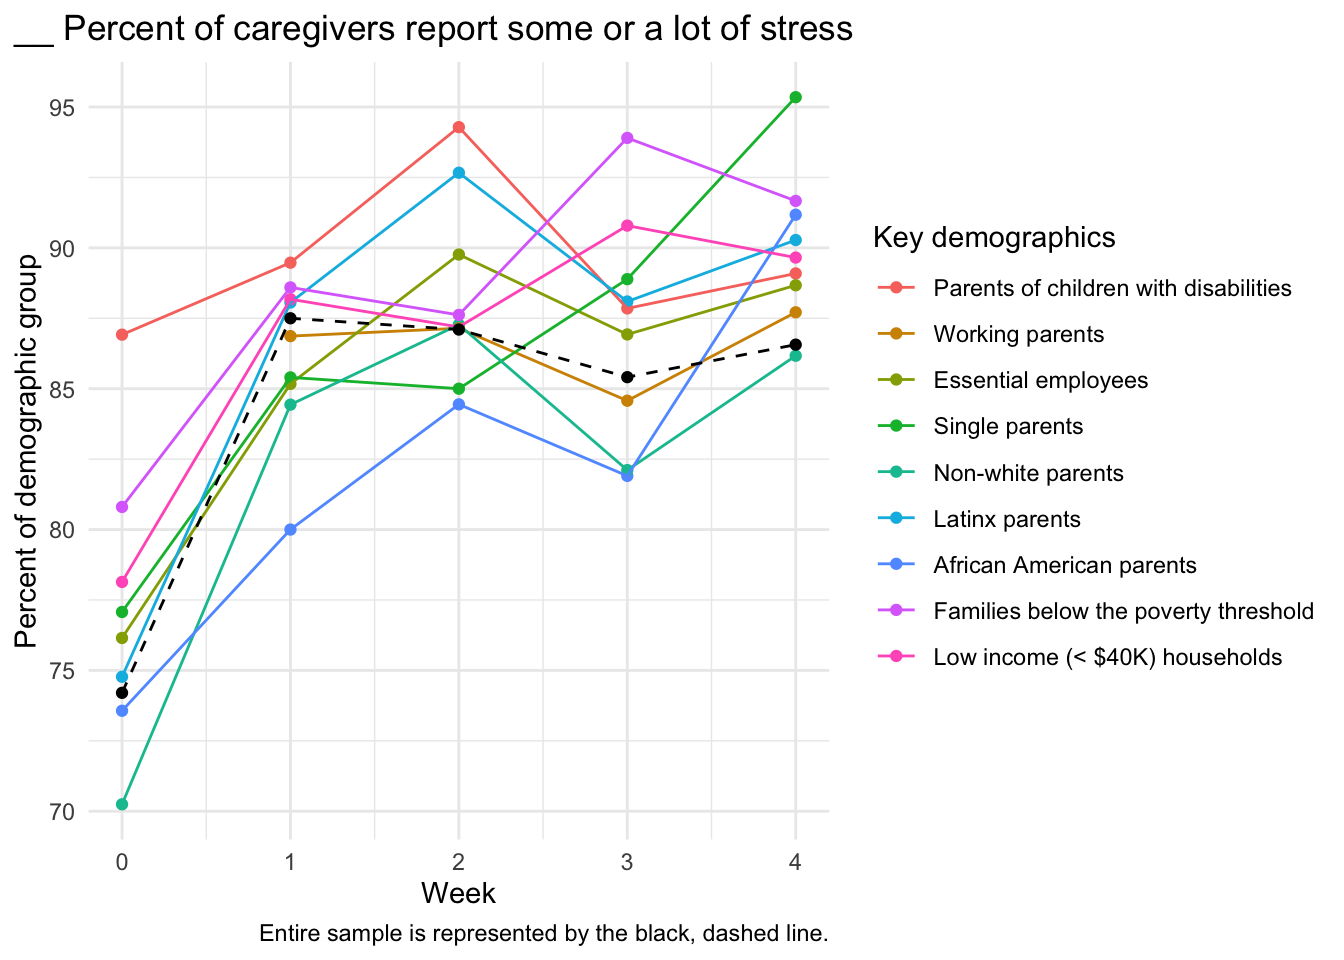 __ Percent of caregivers report some or a lot of stress
Percent of demographic group
95
90
85
80
75
70
0 1 2 3 4
Week
Entire sample is represented by the black, dashed line.
Key demographics
Parents of children with disabilities
Working parents
Essential employees
Single parents
Non-white parents
Latinx parents
African American parents
Families below the poverty threshold
Low income (< $40K) households